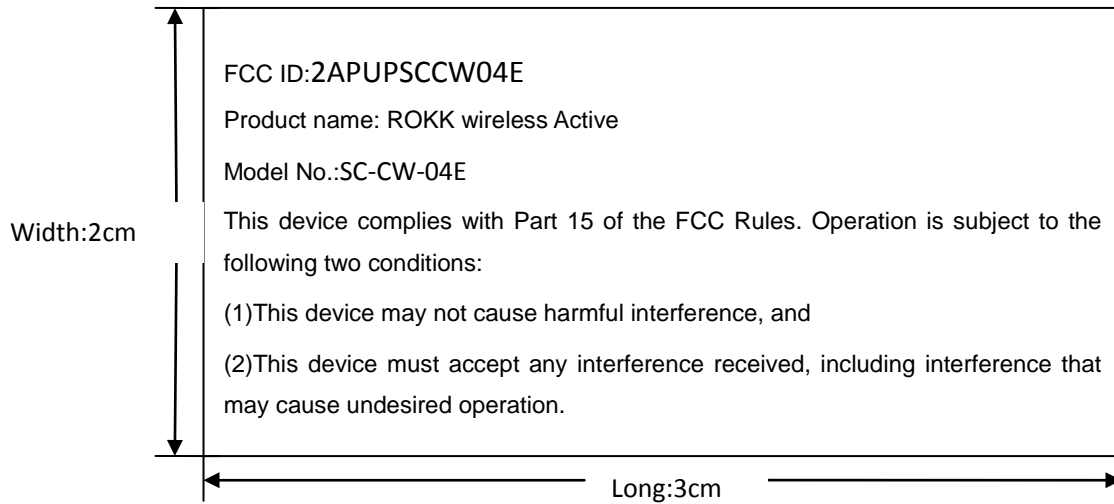 FCC ID:2APUPSCCW04E
Product name: ROKK wireless Active
Model No.:SC-CW-04E
Width:2cm
This device complies with Part 15 of the FCC Rules. Operation is subject to the
following two conditions:
(1)This device may not cause harmful interference, and
(2)This device must accept any interference received, including interference that
may cause undesired operation.
Long:3cm